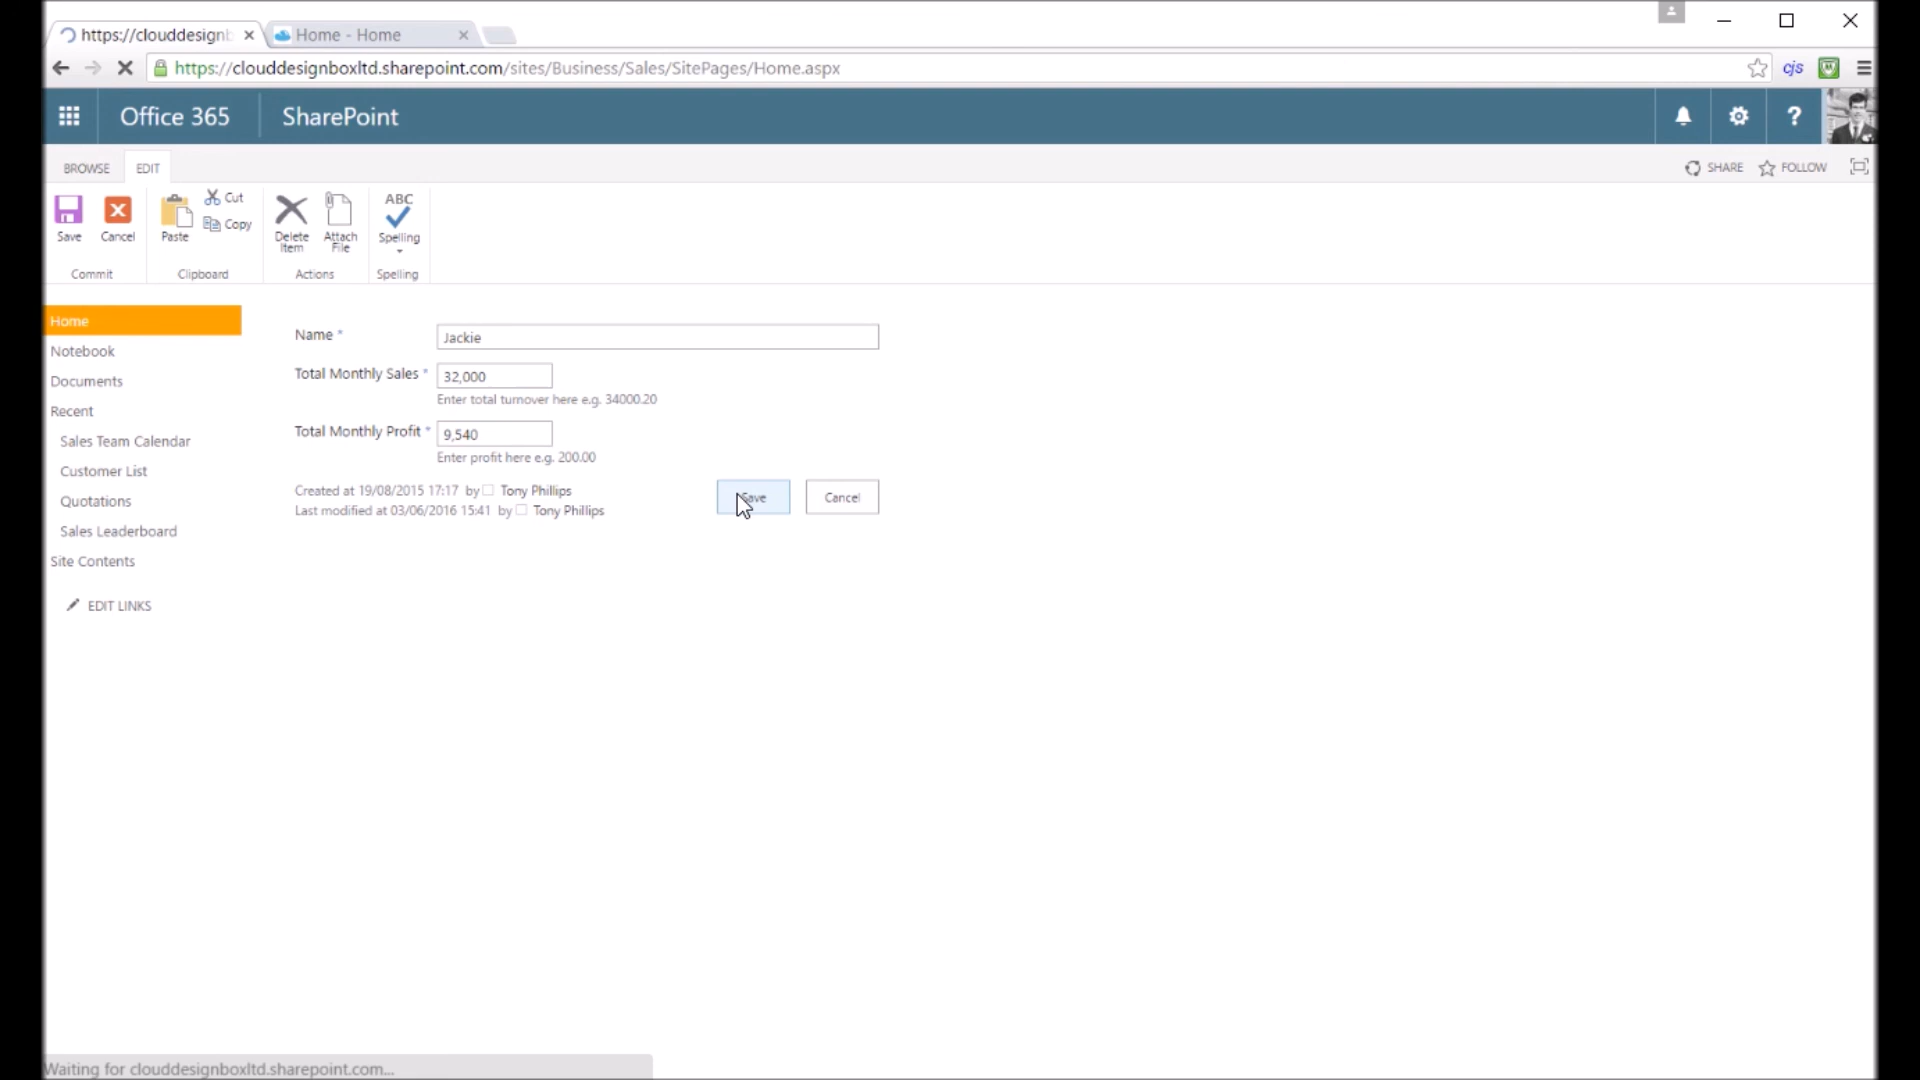 https://clouddesignb
Home - Home
https://clouddesignboxltd.sharepoint.com/sites/Business/Sales/SitePages/Home.aspx
cjs
Office 365
SharePoint
?
BROWSE
EDIT
SHARE
FOLLOW
Save
Cancel
Paste
Cut
Copy
Delete Item
Attach File
ABC
Spelling
Commit
Clipboard
Actions
Spelling
Home
Notebook
Documents
Recent
Sales Team Calendar
Customer List
Quotations
Sales Leaderboard
Site Contents
EDIT LINKS
Name *
Jackie
Total Monthly Sales *
32,000
Enter total turnover here e.g. 34000.20
Total Monthly Profit *
9,540
Enter profit here e.g. 200.00
Created at 19/08/2015 17:17 by Tony Phillips
Last modified at 03/06/2016 15:41 by Tony Phillips
Save
Cancel
Waiting for clouddesignboxltd.sharepoint.com...